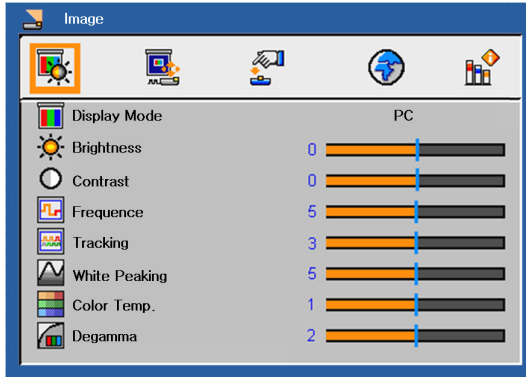 Image
Display Mode PC
Brightness 0
Contrast 0
Frequence 5
Tracking 3
White Peaking 5
Color Temp. 1
Degamma 2